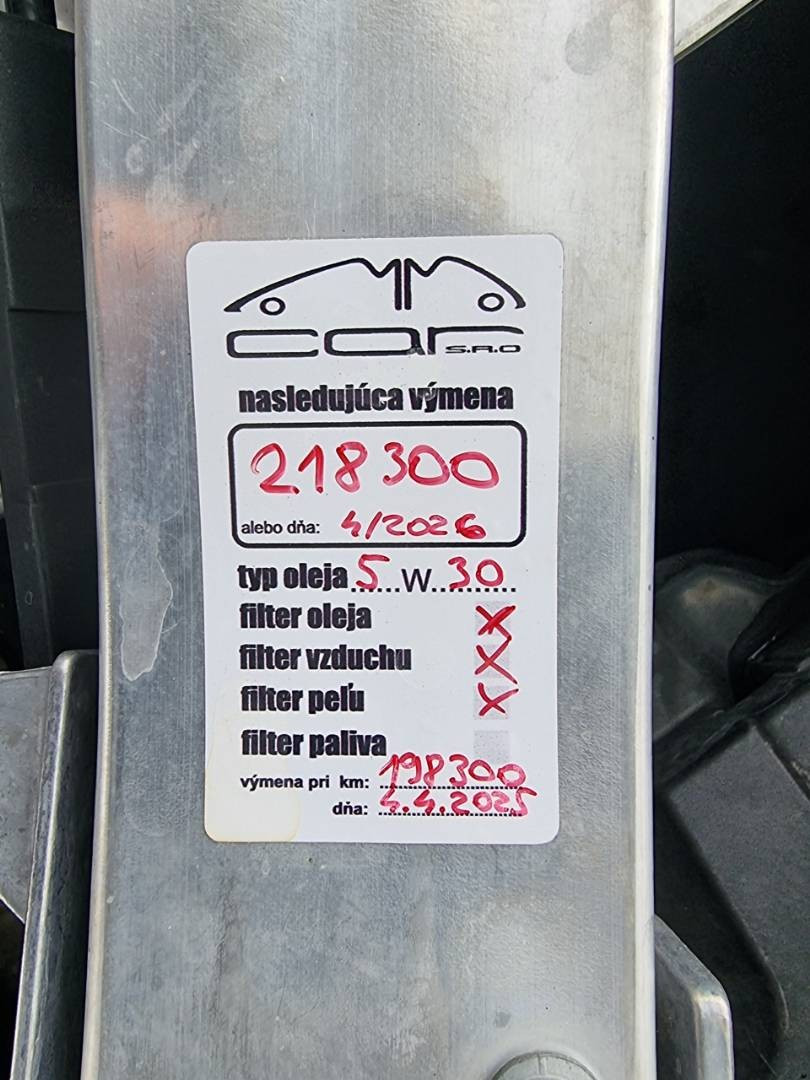 car s.r.o
nasledujúca výmena
218300
alebo dňa: 4/2026
typ oleja 5 w 30
filter oleja X
filter vzduchu X
filter peľu X
filter paliva
výmena pri km: 198300
dňa: 4.4.2025